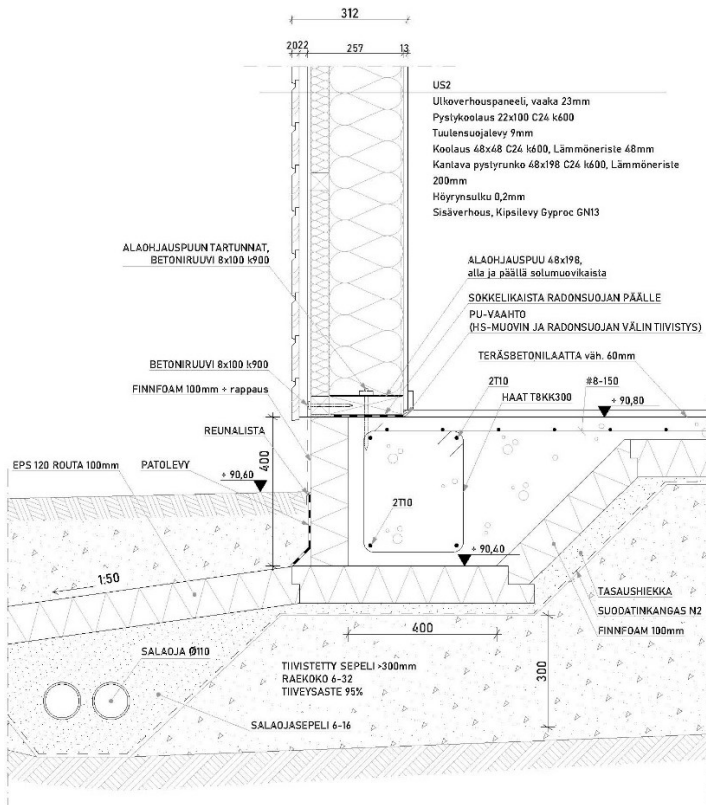 312
20
22
257
13
US2
Ulkoverhouspaneeli, vaaka 23mm
Pystykoolaus 22x100 C24 k600
Tuulensuojalevy 9mm
Koolaus 48x48 C24 k600, Lämmöneriste 48mm
Kantava pystyrunko 48x198 C24 k600, Lämmöneriste
200mm
Höyrynsulku 0,2mm
Sisäverhous, Kipsilevy Gyproc GN13
ALAOHJAUSPUUN TARTUNNAT,
BETONIRUUVI 8x100 k900
ALAOHJAUSPUU 48x198,
alla ja päällä solumuovikaista
SOKKELIKAISTA RADONSUOJAN PÄÄLLE
PU-VAAHTO
(HS-MUOVIN JA RADONSUOJAN VÄLIN TIIVISTYS)
TERÄSBETONILAATTA väh. 60mm
BETONIRUUVI 8x100 k900
FINNFOAM 100mm + rappaus
2T10
HAAT T8KK300
#8-150
+ 90,80
REUNALISTA
400
EPS 120 ROUTA 100mm
PATOLEVY
+ 90,60
2T10
+ 90,40
1:50
TASAUSHIEKKA
SUODATINKANGAS N2
FINNFOAM 100mm
400
SALAOJA Ø110
TIIVISTETTY SEPELI >300mm
RAEKOKO 6-32
TIIVEYSASTE 95%
300
SALAOJASEPELI 6-16